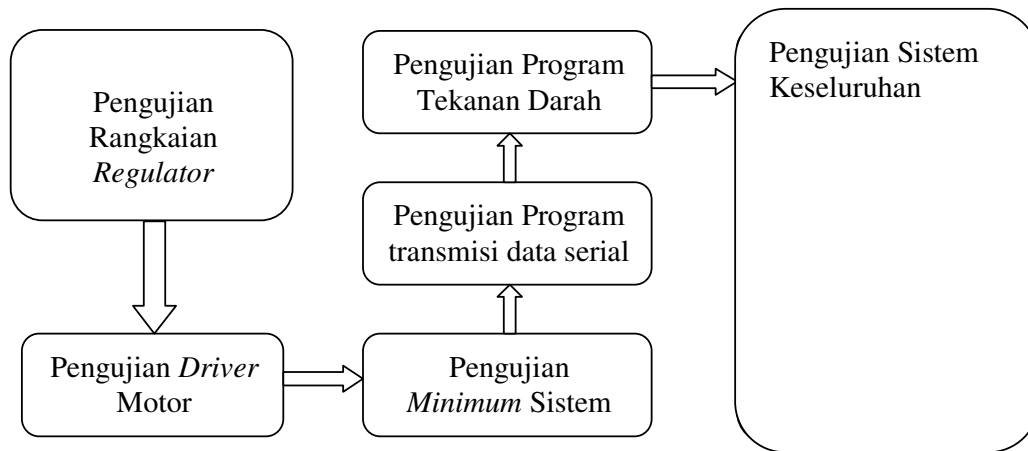 Pengujian
Rangkaian
Regulator
Pengujian Driver
Motor
Pengujian
Minimum Sistem
Pengujian Program
transmisi data serial
Pengujian Program
Tekanan Darah
Pengujian Sistem
Keseluruhan